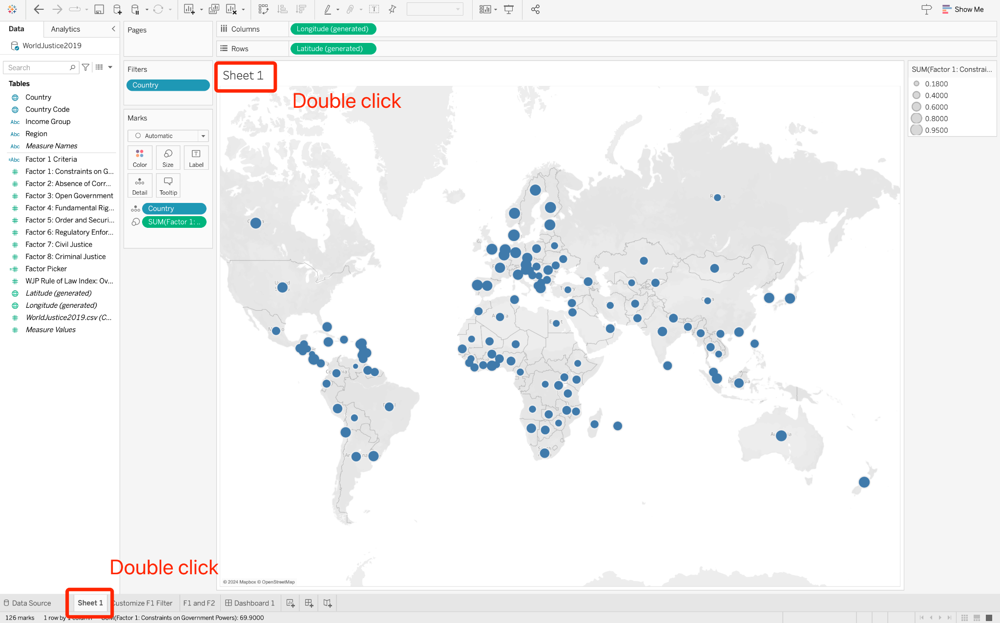 Show Me
Data
Analytics
WorldJustice2019
Search
Tables
Country
Country Code
Abc Income Group
Abc Region
Abc Measure Names
=Abc Factor 1 Criteria
Factor 1: Constraints on G...
Factor 2: Absence of Corr...
Factor 3: Open Government
Factor 4: Fundamental Rig...
Factor 5: Order and Securi...
Factor 6: Regulatory Enfor...
Factor 7: Civil Justice
Factor 8: Criminal Justice
Factor Picker
WJP Rule of Law Index: Ov...
Latitude (generated)
Longitude (generated)
WorldJustice2019.csv (C...
Measure Values
Pages
Filters
Country
Marks
Automatic
Color
Size
Label
Detail
Tooltip
Country
SUM(Factor 1: ..
Columns
Longitude (generated)
Rows
Latitude (generated)
Sheet 1
Double click
SUM(Factor 1: Constrai...
0.1800
0.4000
0.6000
0.8000
0.9500
© 2024 Mapbox © OpenStreetMap
Double click
Data Source
Sheet 1
ustomize F1 Filter
F1 and F2
Dashboard 1
126 marks
1 row by 1 column
SUM(Factor 1: Constraints on Government Powers): 69.9000